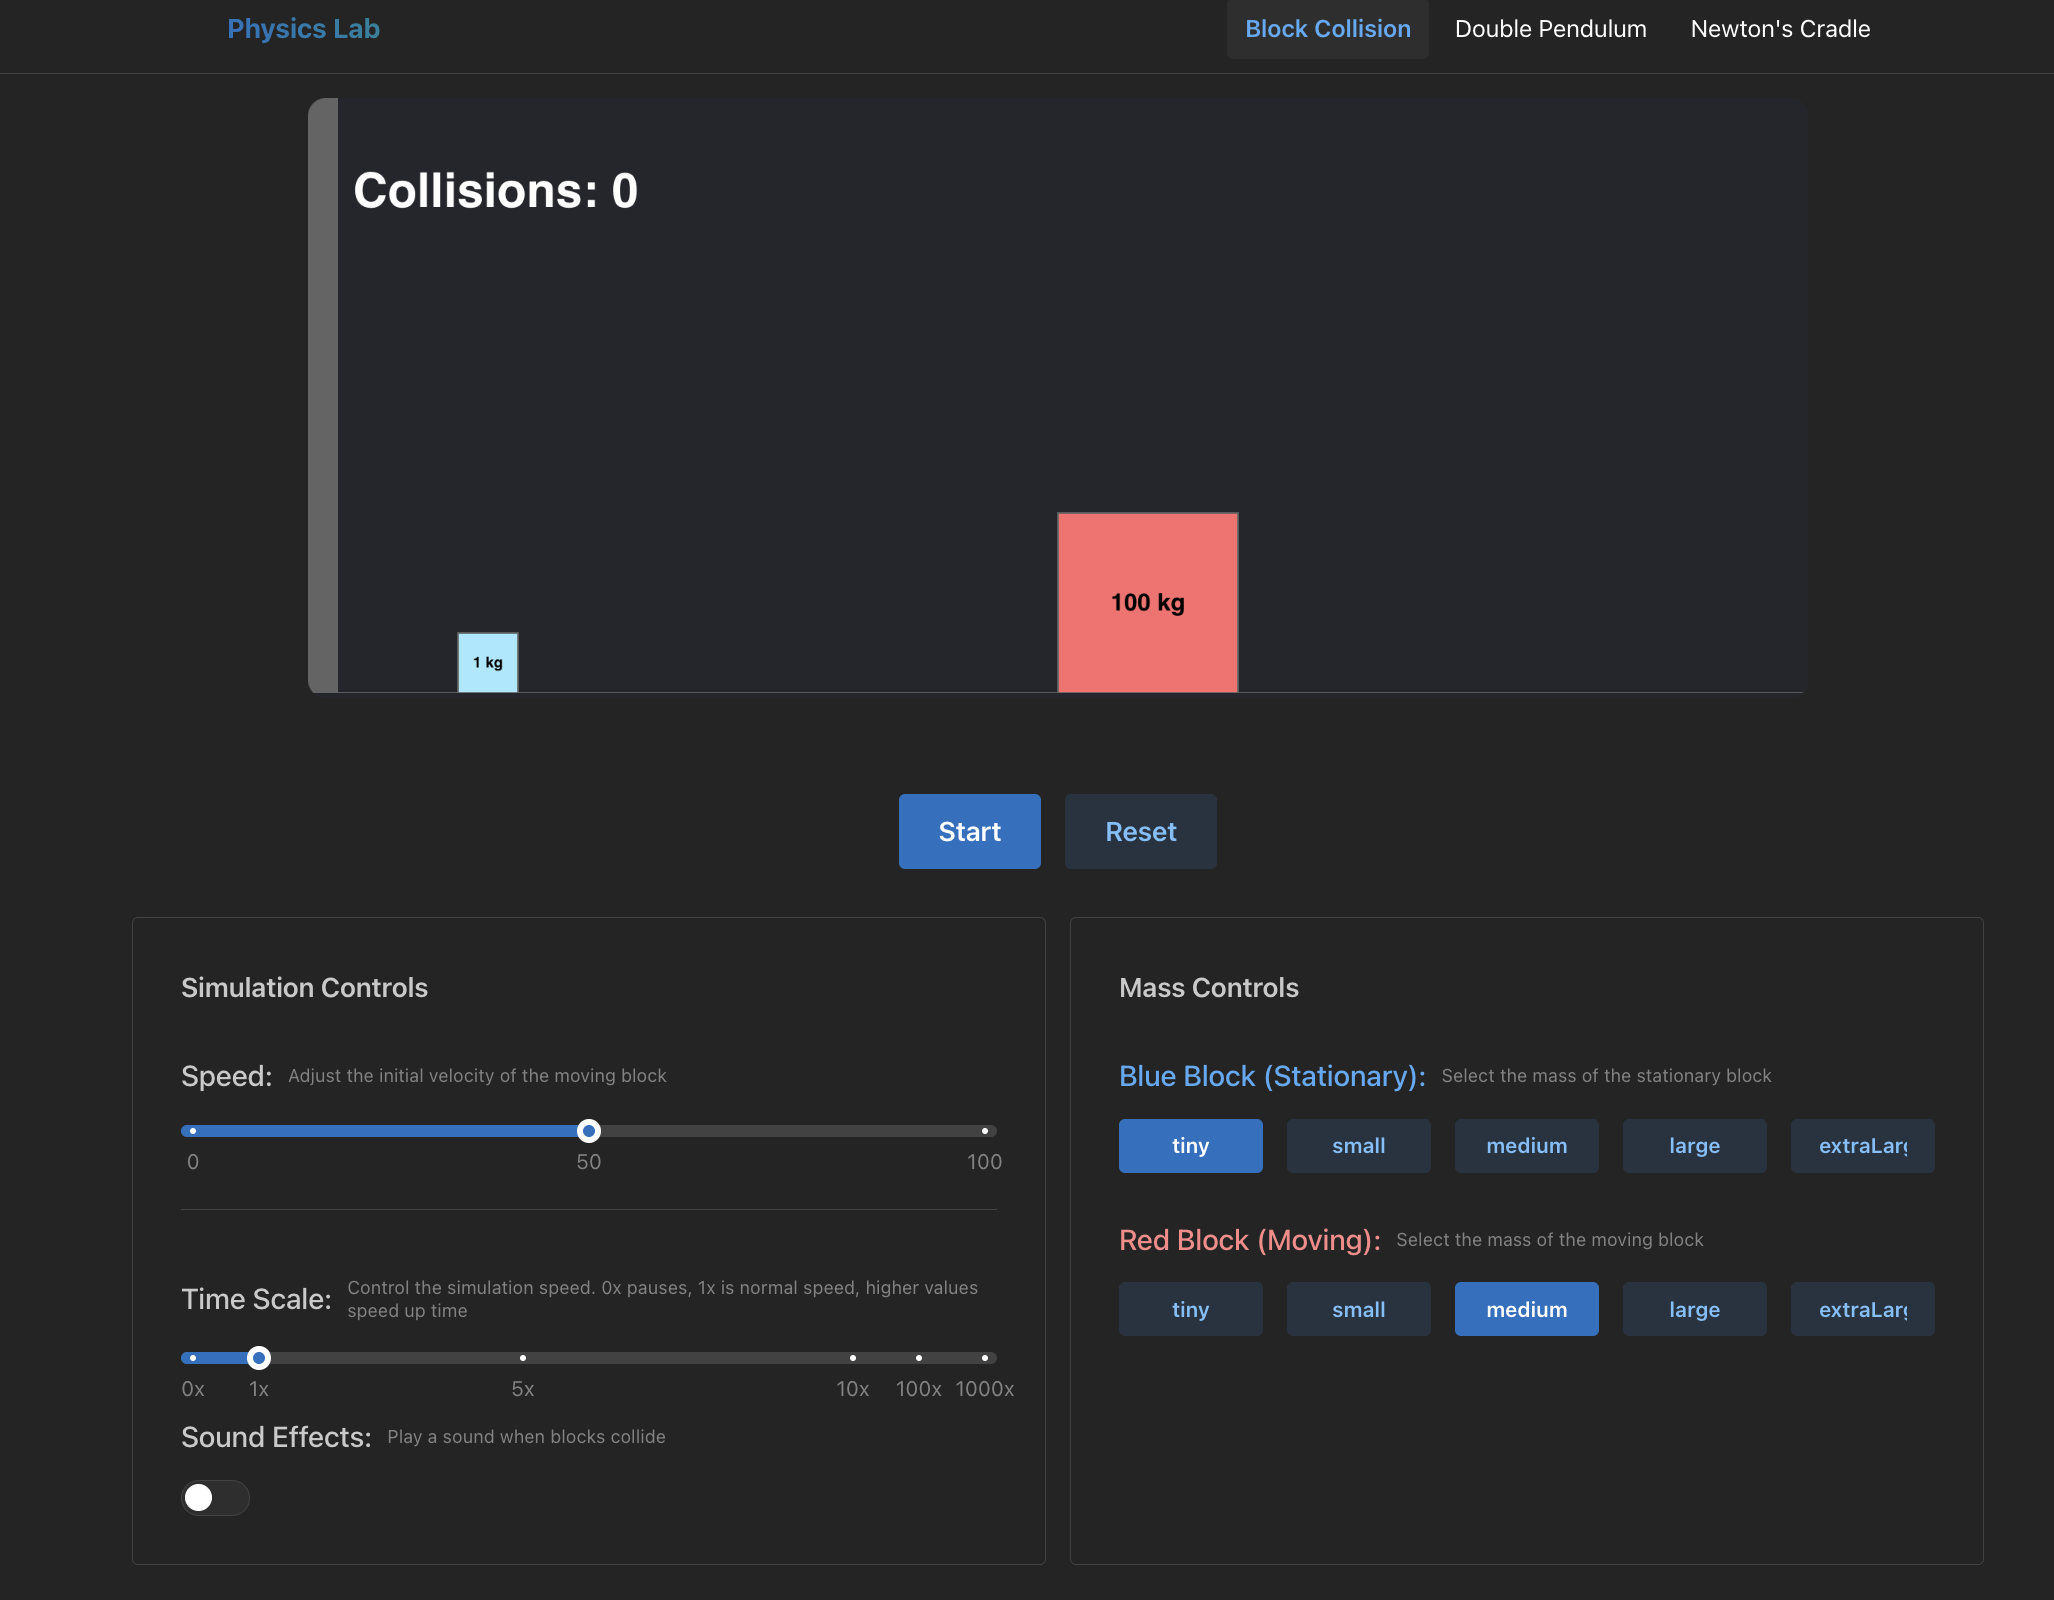 Physics Lab
Block Collision
Double Pendulum
Newton's Cradle
Collisions: 0
1 kg
100 kg
Start
Reset
Simulation Controls
Speed: Adjust the initial velocity of the moving block
0 50 100
Time Scale: Control the simulation speed. 0x pauses, 1x is normal speed, higher values
speed up time
0x 1x 5x 10x 100x 1000x
Sound Effects: Play a sound when blocks collide
Mass Controls
Blue Block (Stationary): Select the mass of the stationary block
tiny small medium large extraLar
Red Block (Moving): Select the mass of the moving block
tiny small medium large extraLar